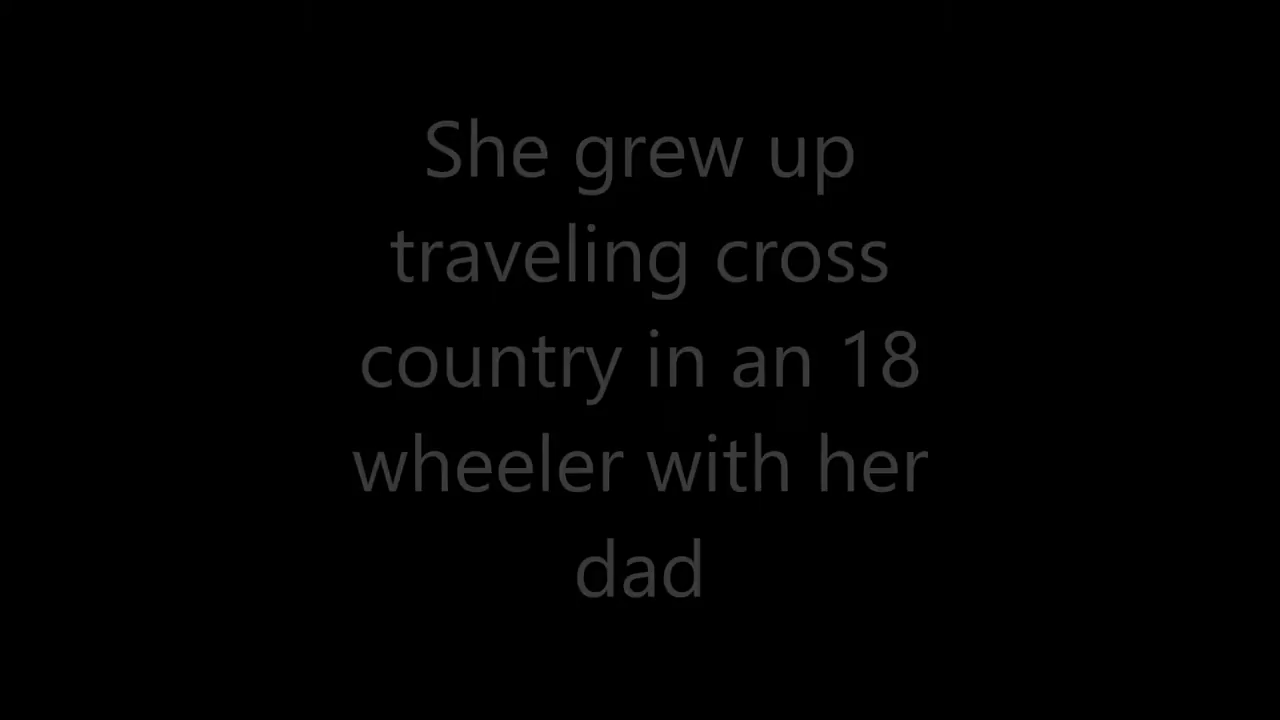 She grew up
traveling cross
country in an 18
wheeler with her
dad